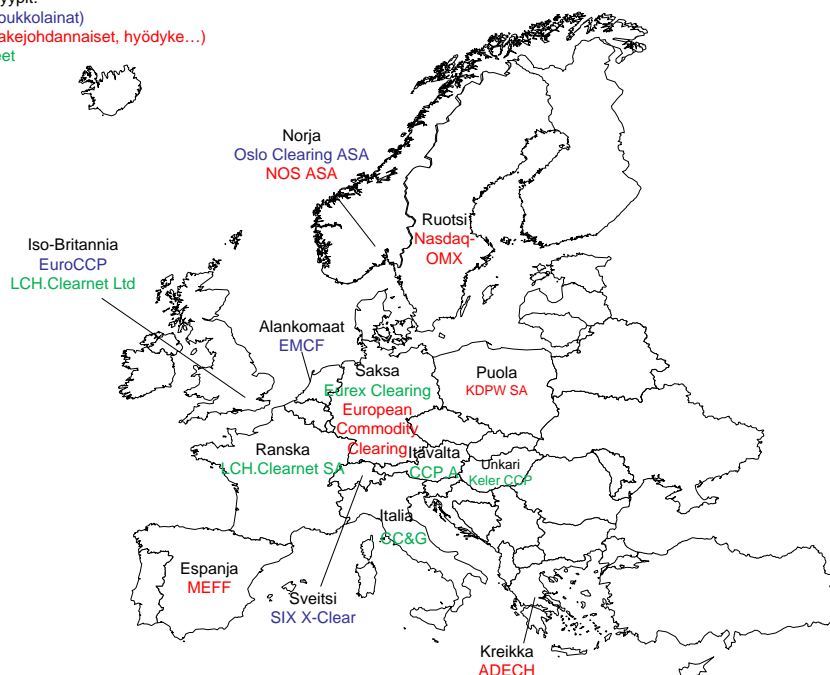 oukkolainat)
akejohdannaiset, hyödyke…)
Norja
Oslo Clearing ASA
NOS ASA
Ruotsi
Nasdaq-
OMX
Iso-Britannia
EuroCCP
LCH.Clearnet Ltd
Alankomaat
EMCF
Saksa
Eurex Clearing
European
Commodity
Clearing
Puola
KDPW SA
Ranska
LCH.Clearnet SA
Itävalta
CCP A
Unkari
Keler CCP
Italia
CC&G
Espanja
MEFF
Sveitsi
SIX X-Clear
Kreikka
ADECH